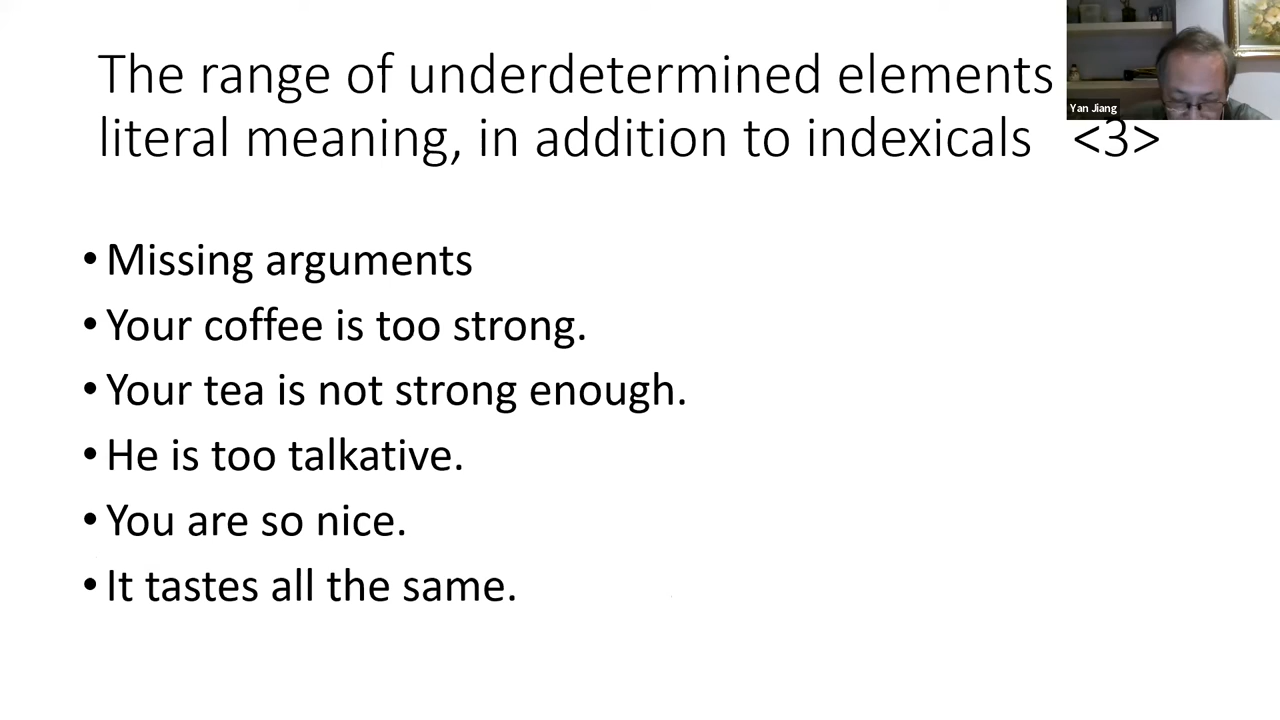 The range of underdetermined elements
literal meaning, in addition to indexicals <3>
Yan Jiang
• Missing arguments
• Your coffee is too strong.
• Your tea is not strong enough.
• He is too talkative.
• You are so nice.
• It tastes all the same.